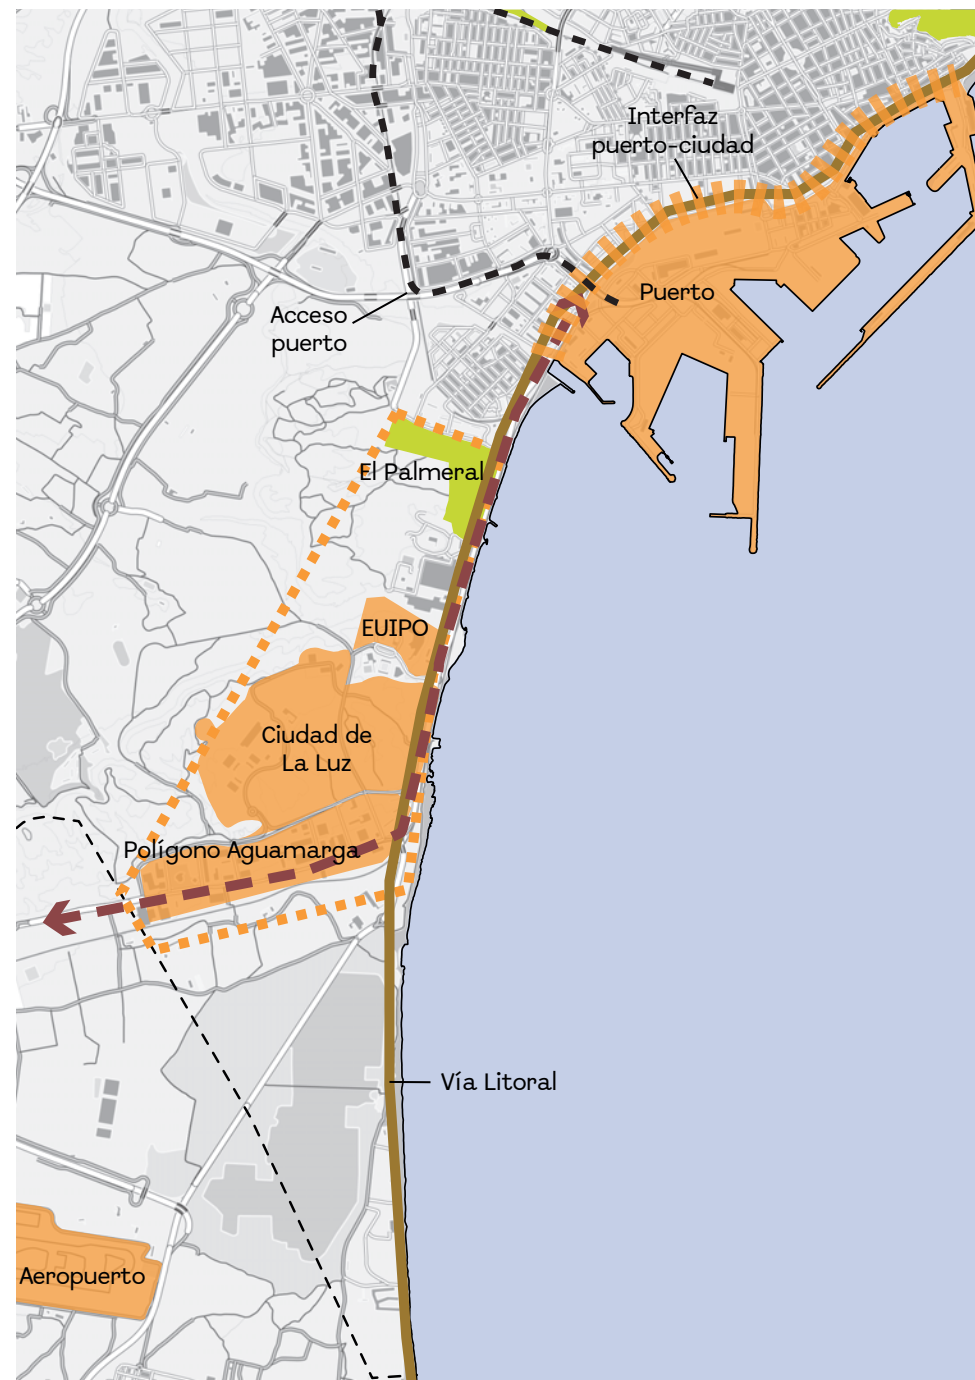 Interfaz
puerto-ciudad
Puerto
Acceso
puerto
El Palmeral
EUIPO
Ciudad de
La Luz
Polígono Aguamarga
Vía Litoral
Aeropuerto